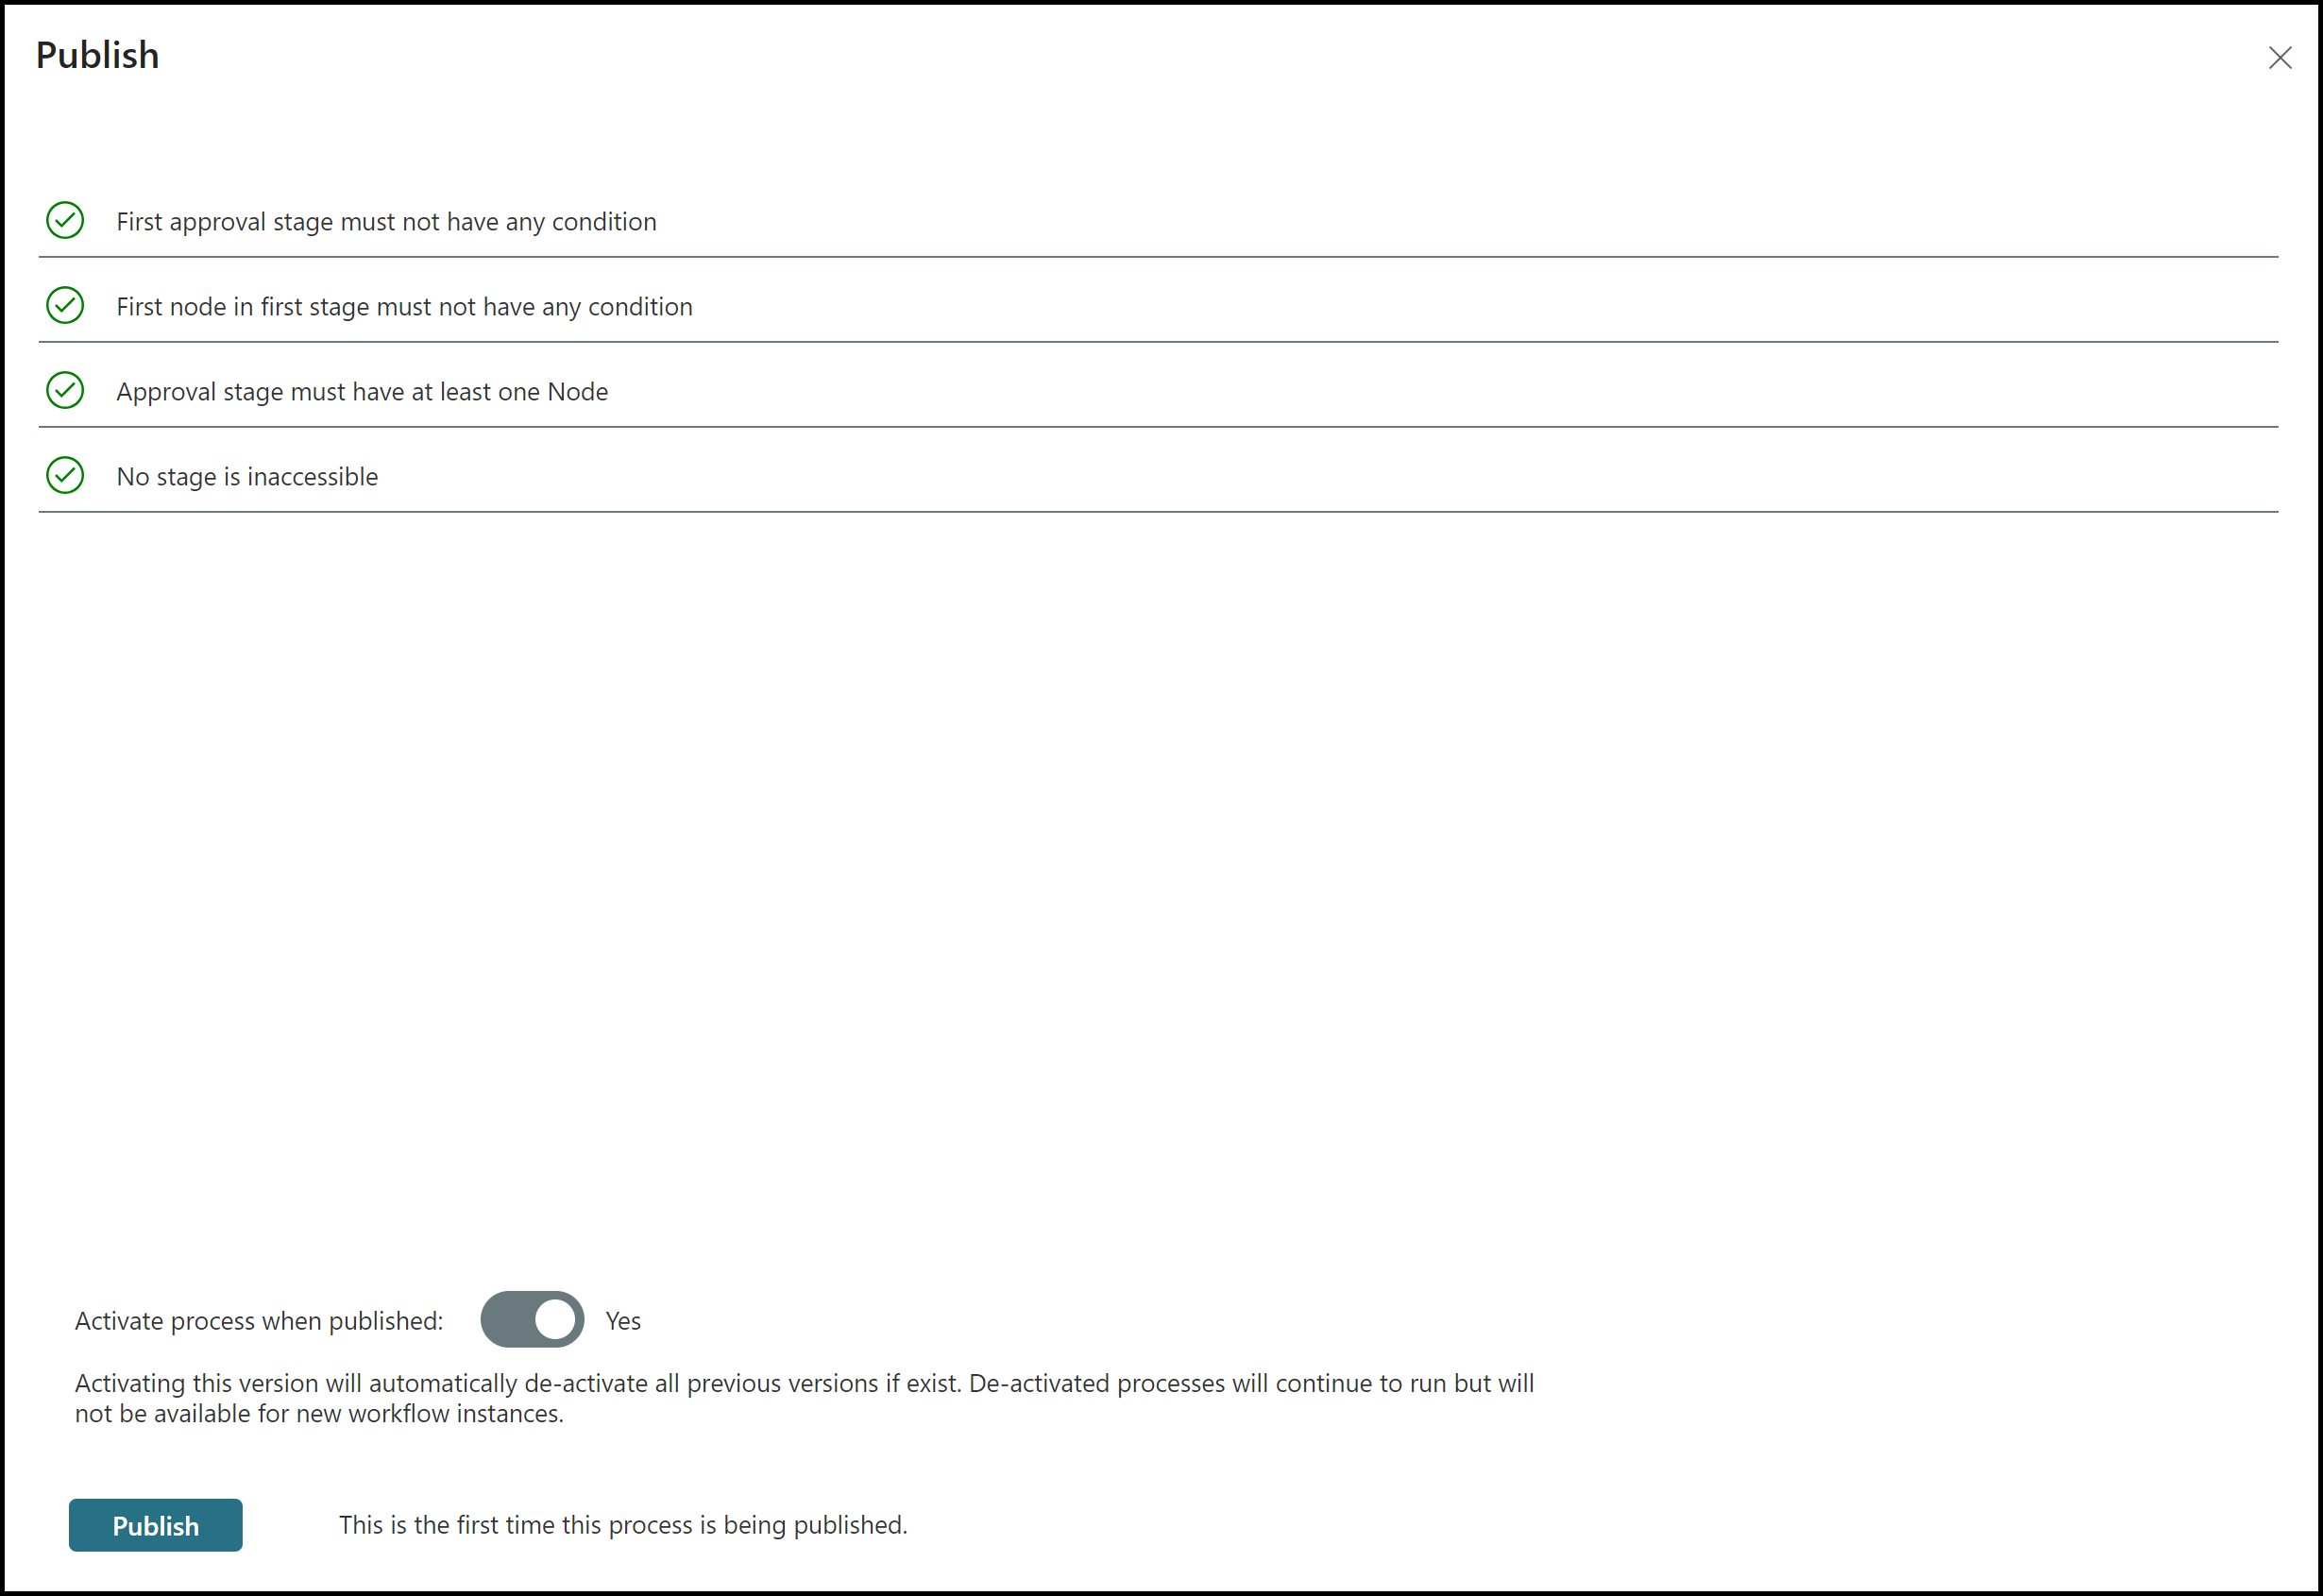 Publish
First approval stage must not have any condition
First node in first stage must not have any condition
Approval stage must have at least one Node
No stage is inaccessible
Activate process when published: Yes
Activating this version will automatically de-activate all previous versions if exist. De-activated processes will continue to run but will
not be available for new workflow instances.
Publish This is the first time this process is being published.